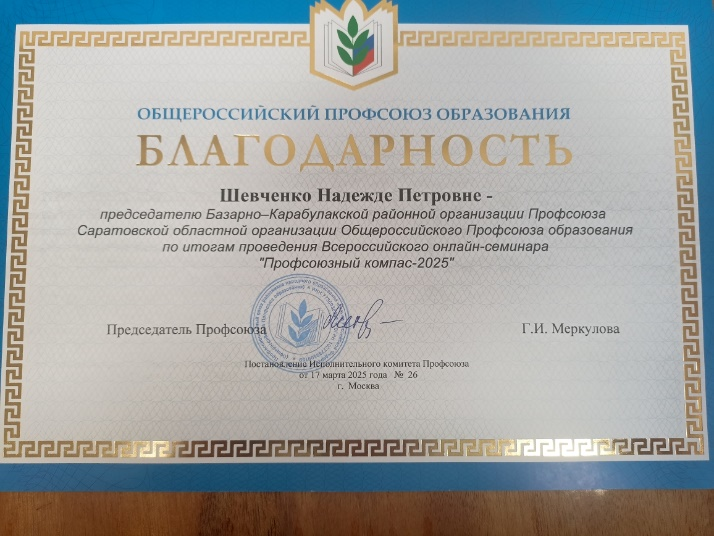 ОБЩЕРОССИЙСКИЙ ПРОФСОЮЗ ОБРАЗОВАНИЯ
БЛАГОДАРНОСТЬ
Шевченко Надежде Петровне -
председателю Базарно–Карабулакской районной организации Профсоюза
Саратовской областной организации Общероссийского Профсоюза образования
по итогам проведения Всероссийского онлайн-семинара
"Профсоюзный компас-2025"
Председатель Профсоюза Г.И. Меркулова
Постановление Исполнительного комитета Профсоюза
от 17 марта 2025 года № 26
г. Москва